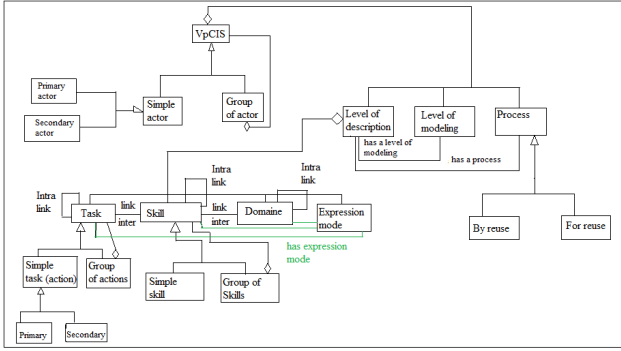 VpCIS
Primary
actor
Secondary
actor
Simple
actor
Group
of actor
Level of
description
Level of
modeling
Process
has a level of
modeling
has a process
Intra
link
Intra
link
Intra
link
Task
link
inter
Skill
link
inter
Domaine
Expression
mode
has expression
mode
By reuse
For reuse
Simple
task (action)
Group
of actions
Simple
skill
Group of
Skills
Primary
Secondary